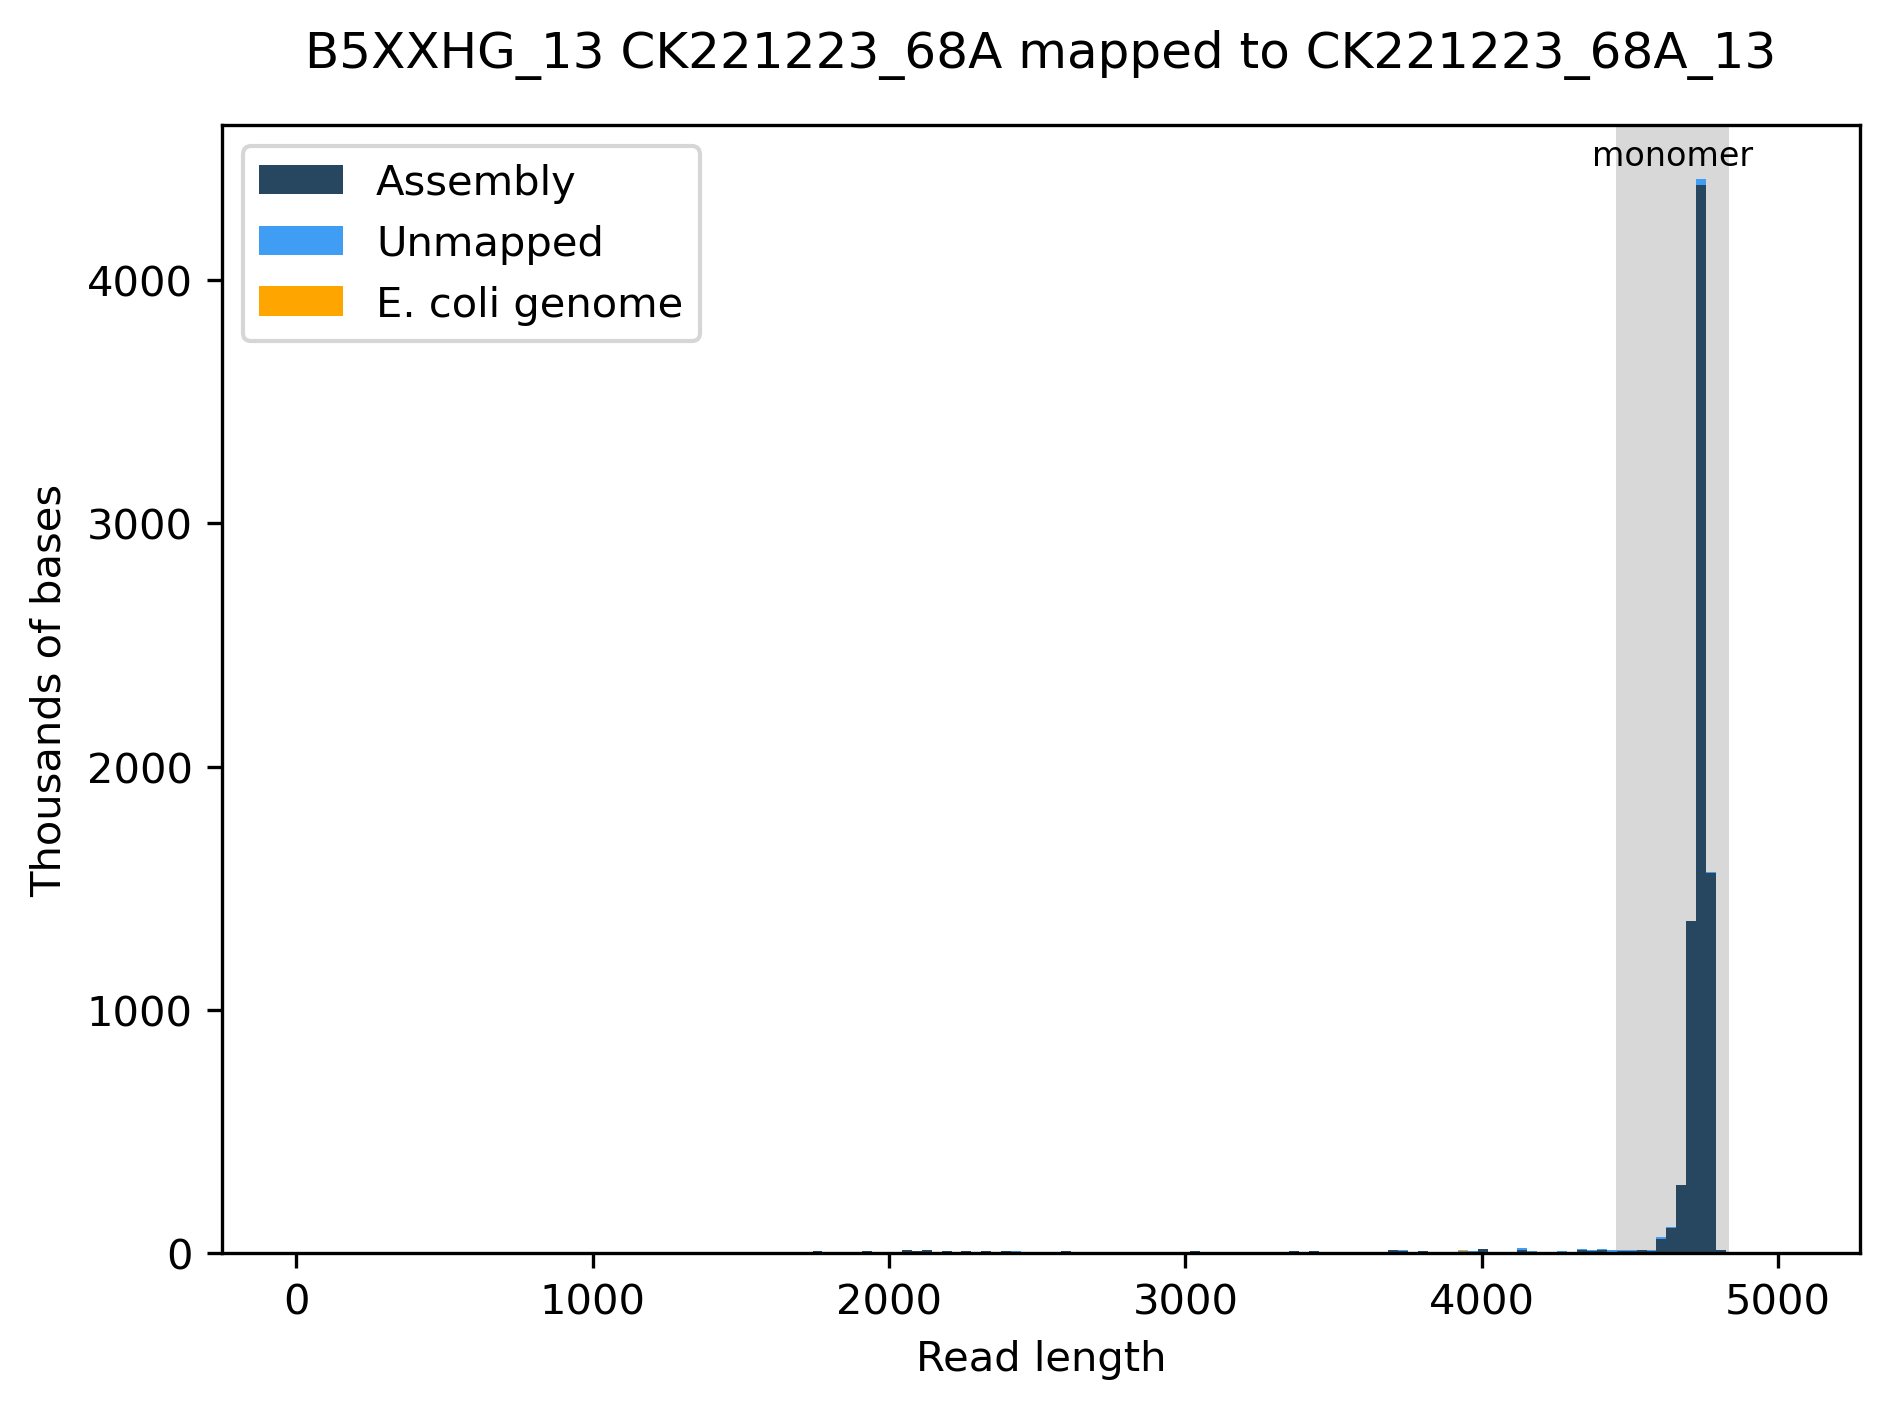 B5XXHG_13 CK221223_68A mapped to CK221223_68A_13
monomer
Assembly
Unmapped
E. coli genome
4000
3000
2000
1000
0
Thousands of bases
0 1000 2000 3000 4000 5000
Read length